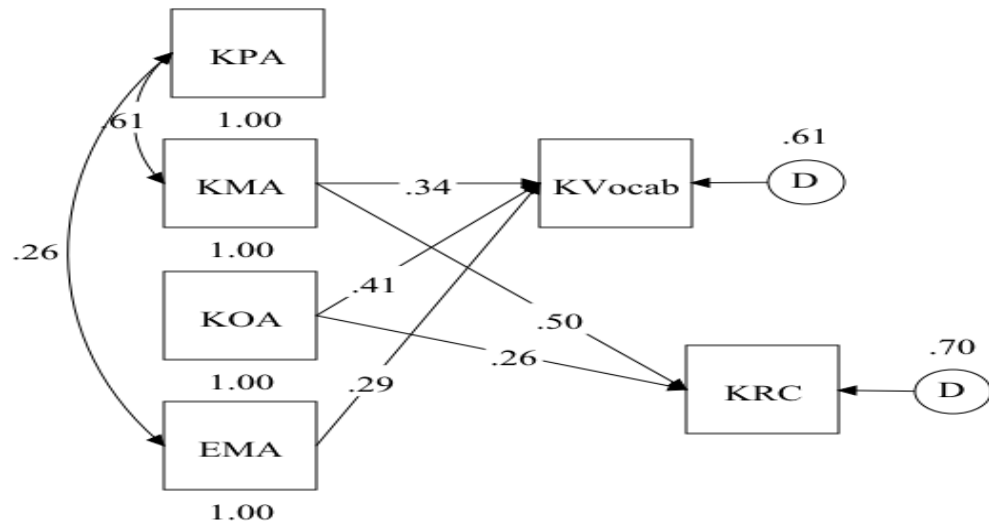 KPA
.61
1.00
.61
KMA
.34
KVocab
D
1.00
.26
KOA
.41
.50
.26
.70
1.00
.29
KRC
D
EMA
1.00